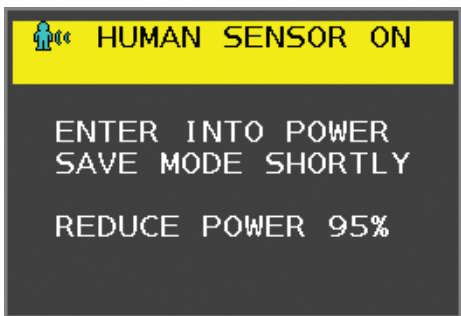 HUMAN SENSOR ON
ENTER INTO POWER
SAVE MODE SHORTLY
REDUCE POWER 95%